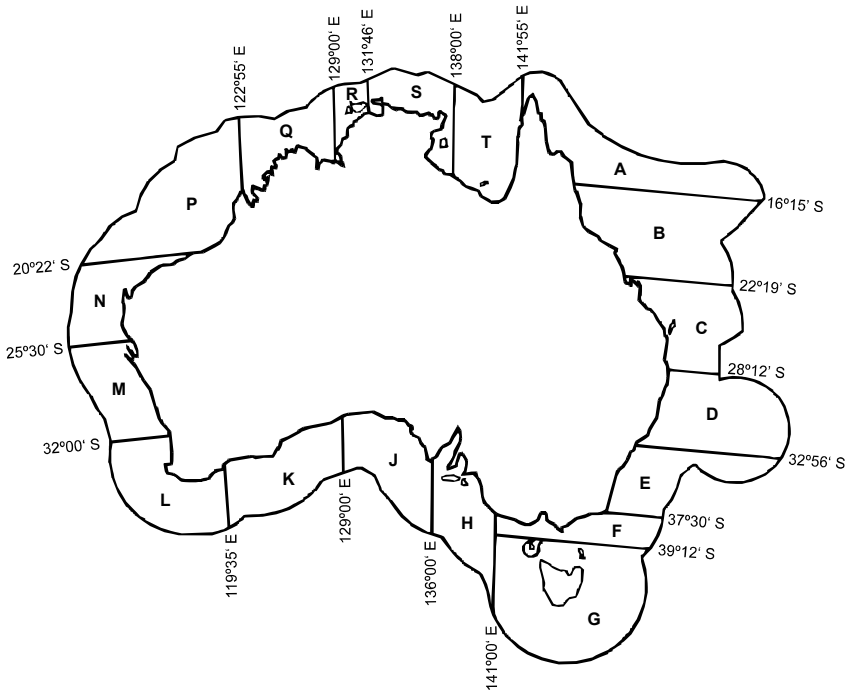 122º55‘ E
129º00‘ E
131º46‘ E
138º00‘ E
141º55‘ E
R
S
Q
T
A
P
16º15’ S
B
20º22‘ S
22º19‘ S
N
C
25º30‘ S
28º12‘ S
M
D
32º00‘ S
32º56‘ S
J
K
E
L
H
F
37º30‘ S
39º12‘ S
G
119º35‘ E
129º00‘ E
136º00‘ E
141º00‘ E